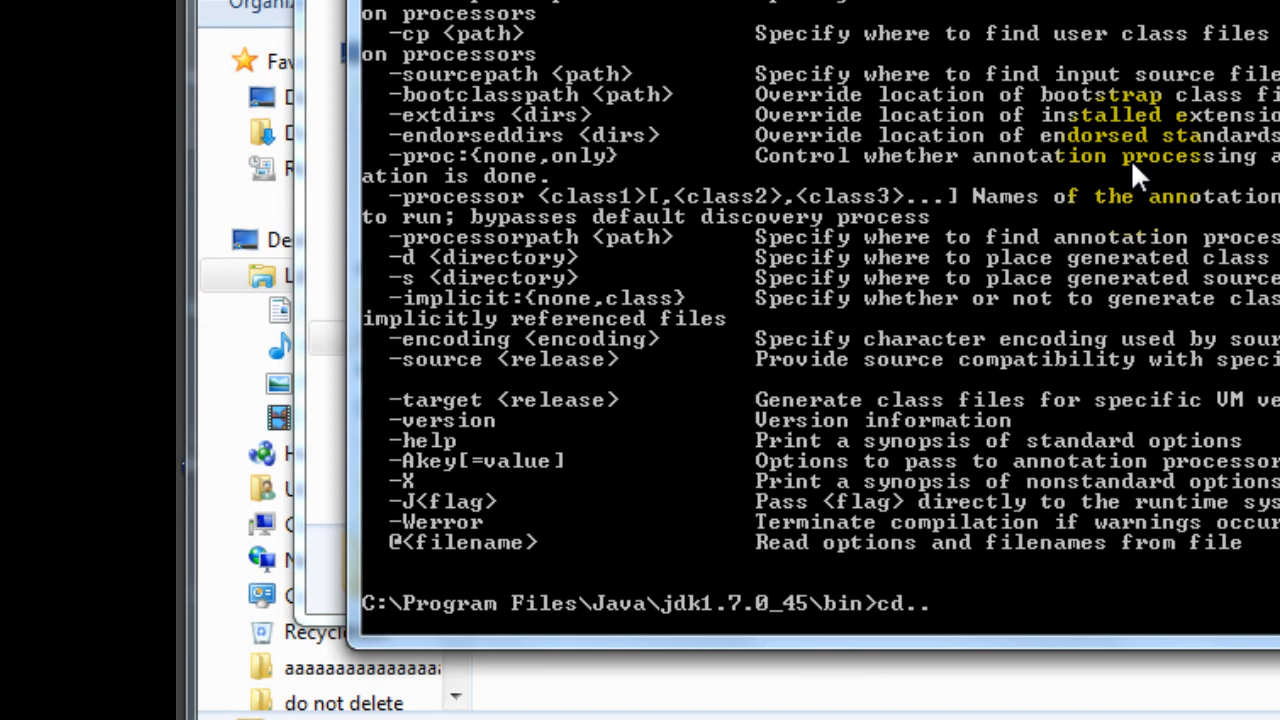 Organiz
Fav
De
Recycle
aaaaaaaaaaaaaaa
do not delete
on processors
-cp <path> Specify where to find user class files
on processors
-sourcepath <path> Specify where to find input source file
-bootclasspath <path> Override location of bootstrap class fi
-extdirs <dirs> Override location of installed extensio
-endorseddirs <dirs> Override location of endorsed standards
-proc:{none,only} Control whether annotation processing a
ation is done.
-processor <class1>[,<class2>,<class3>...] Names of the annotation
to run; bypasses default discovery process
-processorpath <path> Specify where to find annotation proces
-d <directory> Specify where to place generated class
-s <directory> Specify where to place generated source
-implicit:{none,class} Specify whether or not to generate clas
implicitly referenced files
-encoding <encoding> Specify character encoding used by sour
-source <release> Provide source compatibility with speci
-target <release> Generate class files for specific VM ve
-version Version information
-help Print a synopsis of standard options
-Akey[=value] Options to pass to annotation processor
-X Print a synopsis of nonstandard options
-J<flag> Pass <flag> directly to the runtime sys
-Werror Terminate compilation if warnings occur
@<filename> Read options and filenames from file
C:\Program Files\Java\jdk1.7.0_45\bin>cd..